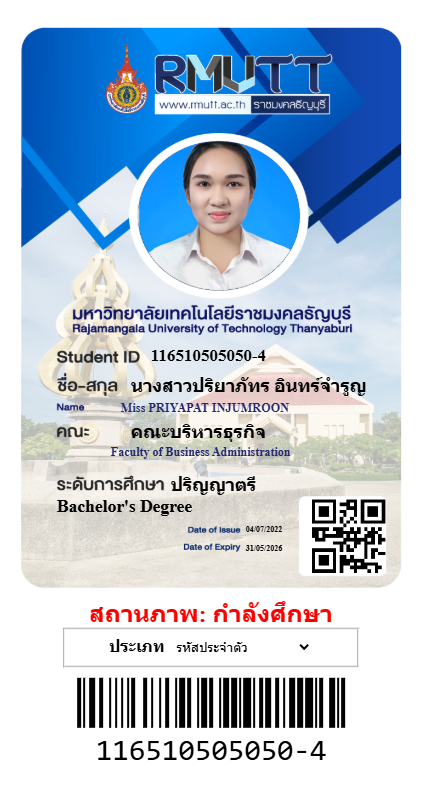 RMUTT
www.rmutt.ac.th ราชมงคลธัญบุรี
มหาวิทยาลัยเทคโนโลยีราชมงคลธัญบุรี
Rajamangala University of Technology Thanyaburi
Student ID 116510505050-4
ชื่อ-สกุล นางสาวปริยาภัทร อินทร์จำรูญ
Name Miss PRIYAPAT INJUMROON
คณะ คณะบริหารธุรกิจ
Faculty of Business Administration
ระดับการศึกษา ปริญญาตรี
Bachelor's Degree
Date of Issue 04/07/2022
Date of Expiry 31/05/2026
สถานภาพ: กำลังศึกษา
ประเภท รหัสประจำตัว
116510505050-4